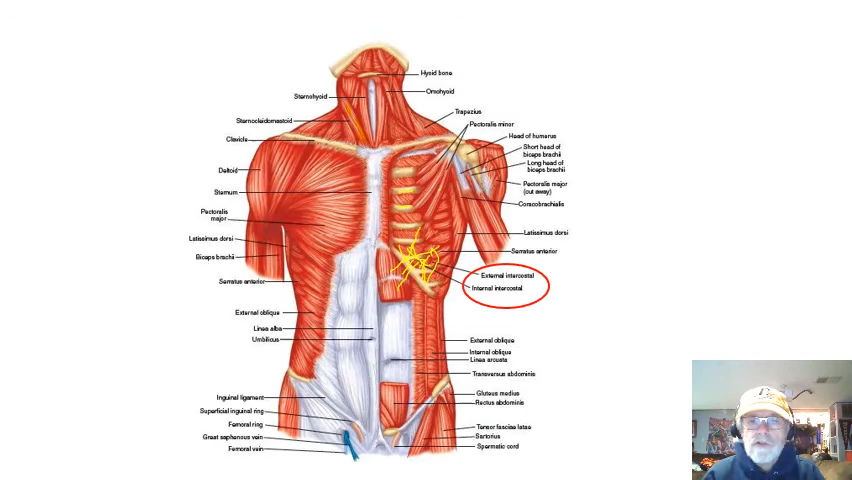 Hyoid bone
Omohyoid
Sternohyoid
Trapezius
Sternocleidomastoid
Pectoralis minor
Head of humerus
Clavicle
Short head of
biceps brachii
Long head of
biceps brachii
Deltoid
Pectoralis major
(cut away)
Sternum
Coracobrachialis
Pectoralis
major
Latissimus dorsi
Latissimus dorsi
Serratus anterior
Biceps brachii
External intercostal
Serratus anterior
Internal intercostal
External oblique
Linea alba
Umbilicus
External oblique
Internal oblique
Linea arcuata
Transversus abdominis
Inguinal ligament
Gluteus medius
Rectus abdominis
Superficial inguinal ring
Femoral ring
Tensor fasciae latae
Great saphenous vein
Sartorius
Femoral vein
Spermatic cord